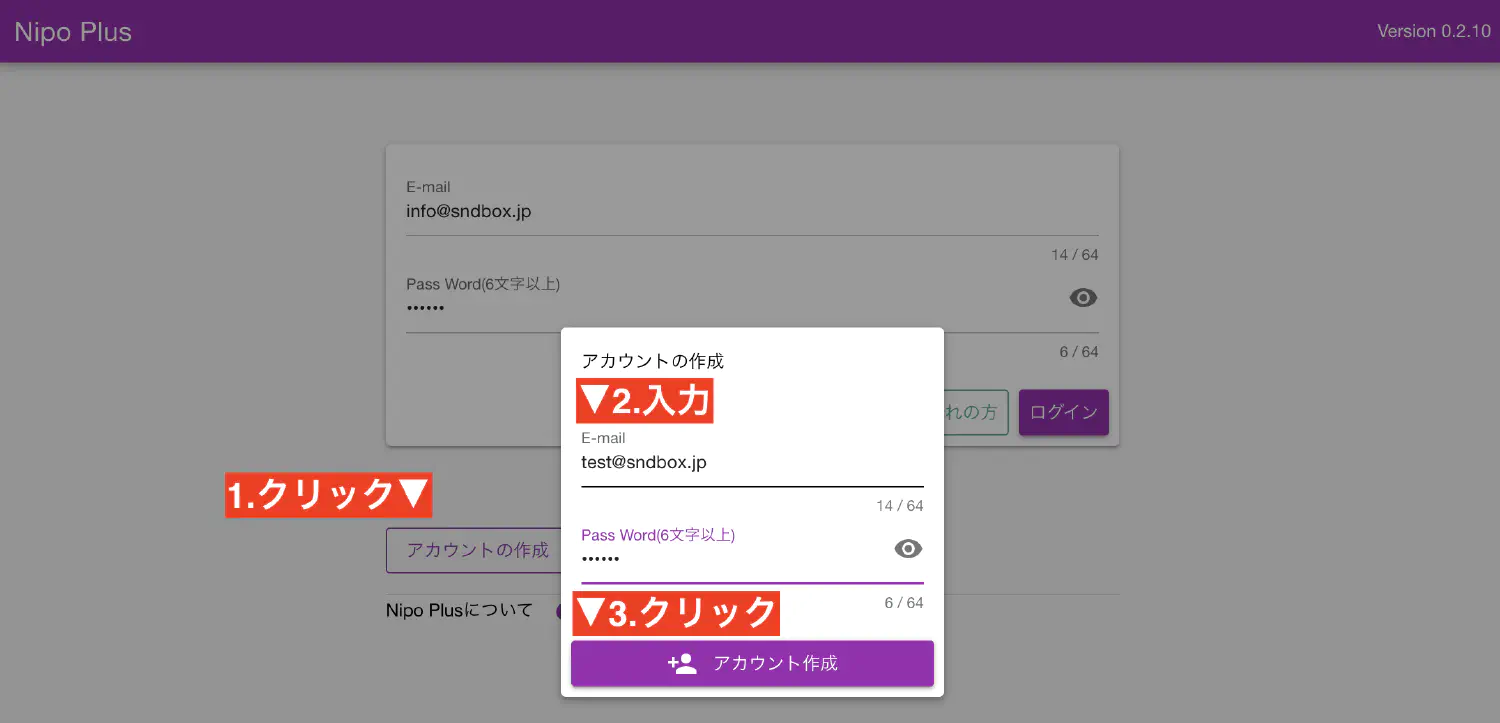 Nipo Plus
Version 0.2.10
E-mail
info@sndbox.jp
14 / 64
Pass Word(6文字以上)
••••••
6 / 64
れの方
ログイン
1.クリック▼
アカウントの作成
Nipo Plusについて
アカウントの作成
▼2.入力
E-mail
test@sndbox.jp
14 / 64
Pass Word(6文字以上)
••••••
6 / 64
▼3.クリック
アカウント作成